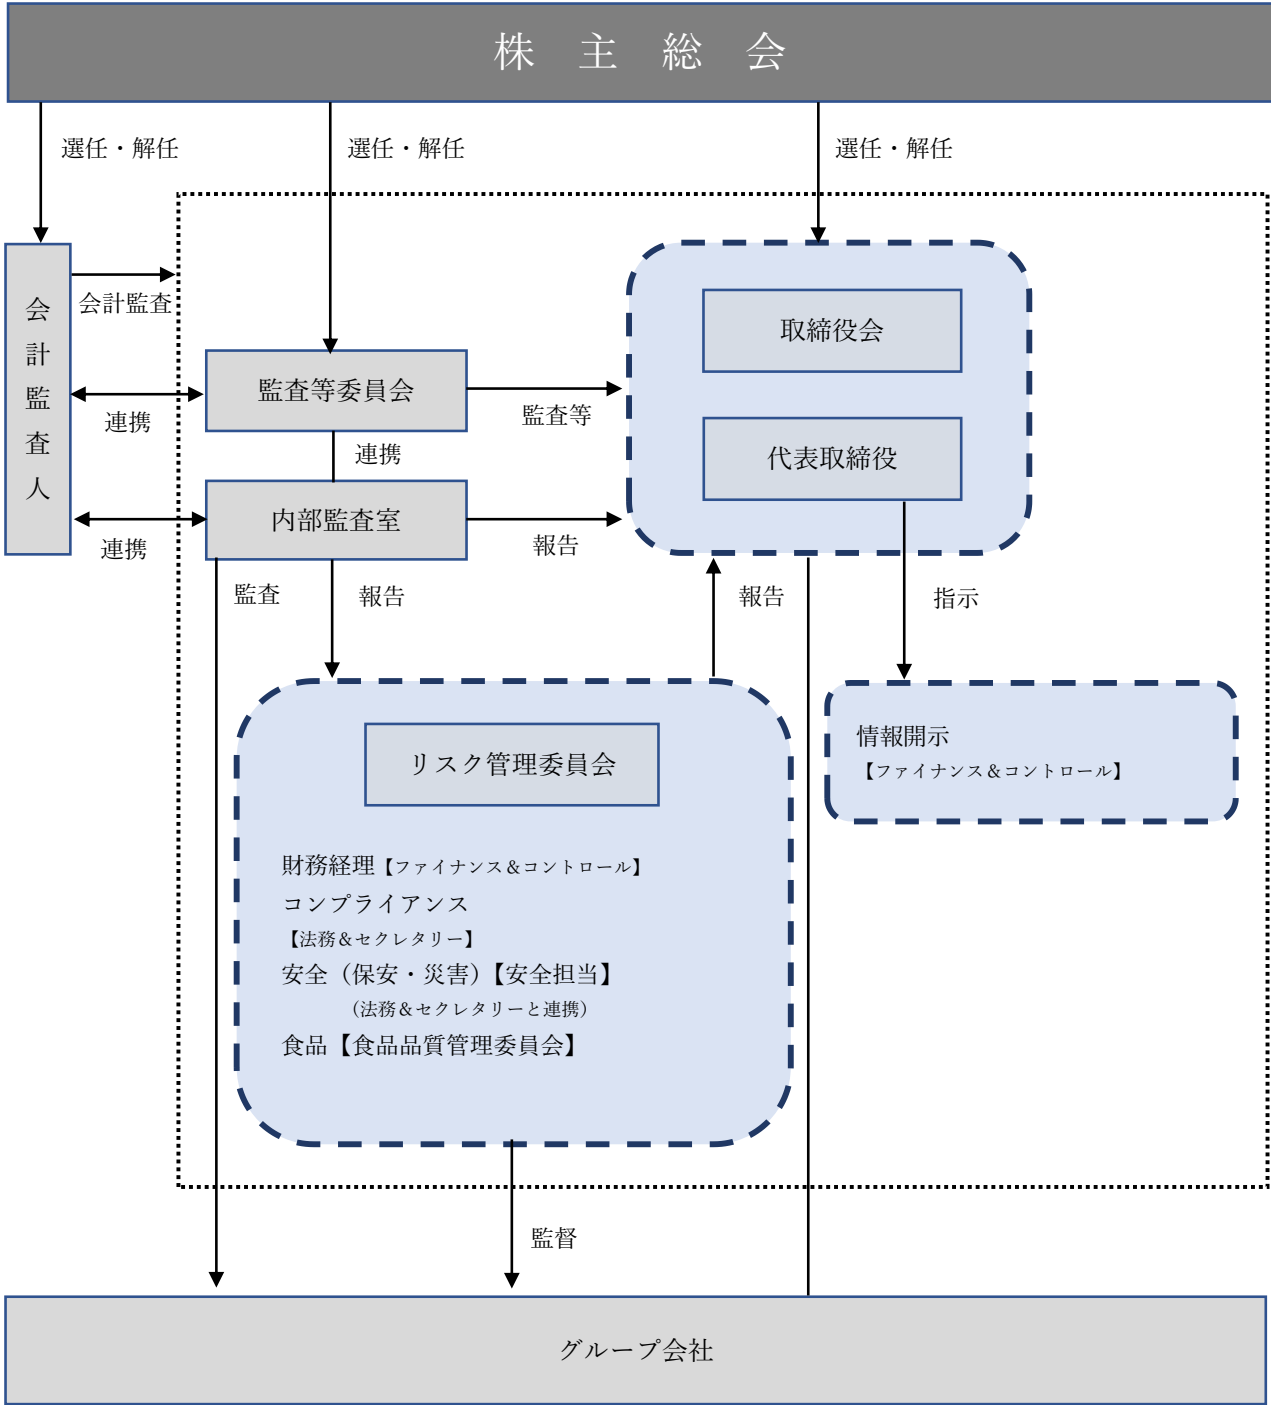 株　主　総　会
選任・解任
選任・解任
選任・解任
会計監査人
会計監査
取締役会
監査等委員会
監査等
連携
連携
代表取締役
内部監査室
連携
報告
監査
報告
報告
指示
リスク管理委員会
情報開示
【ファイナンス＆コントロール】
財務経理【ファイナンス＆コントロール】
コンプライアンス
【法務＆セクレタリー】
安全（保安・災害）【安全担当】
（法務＆セクレタリーと連携）
食品【食品品質管理委員会】
監督
グループ会社